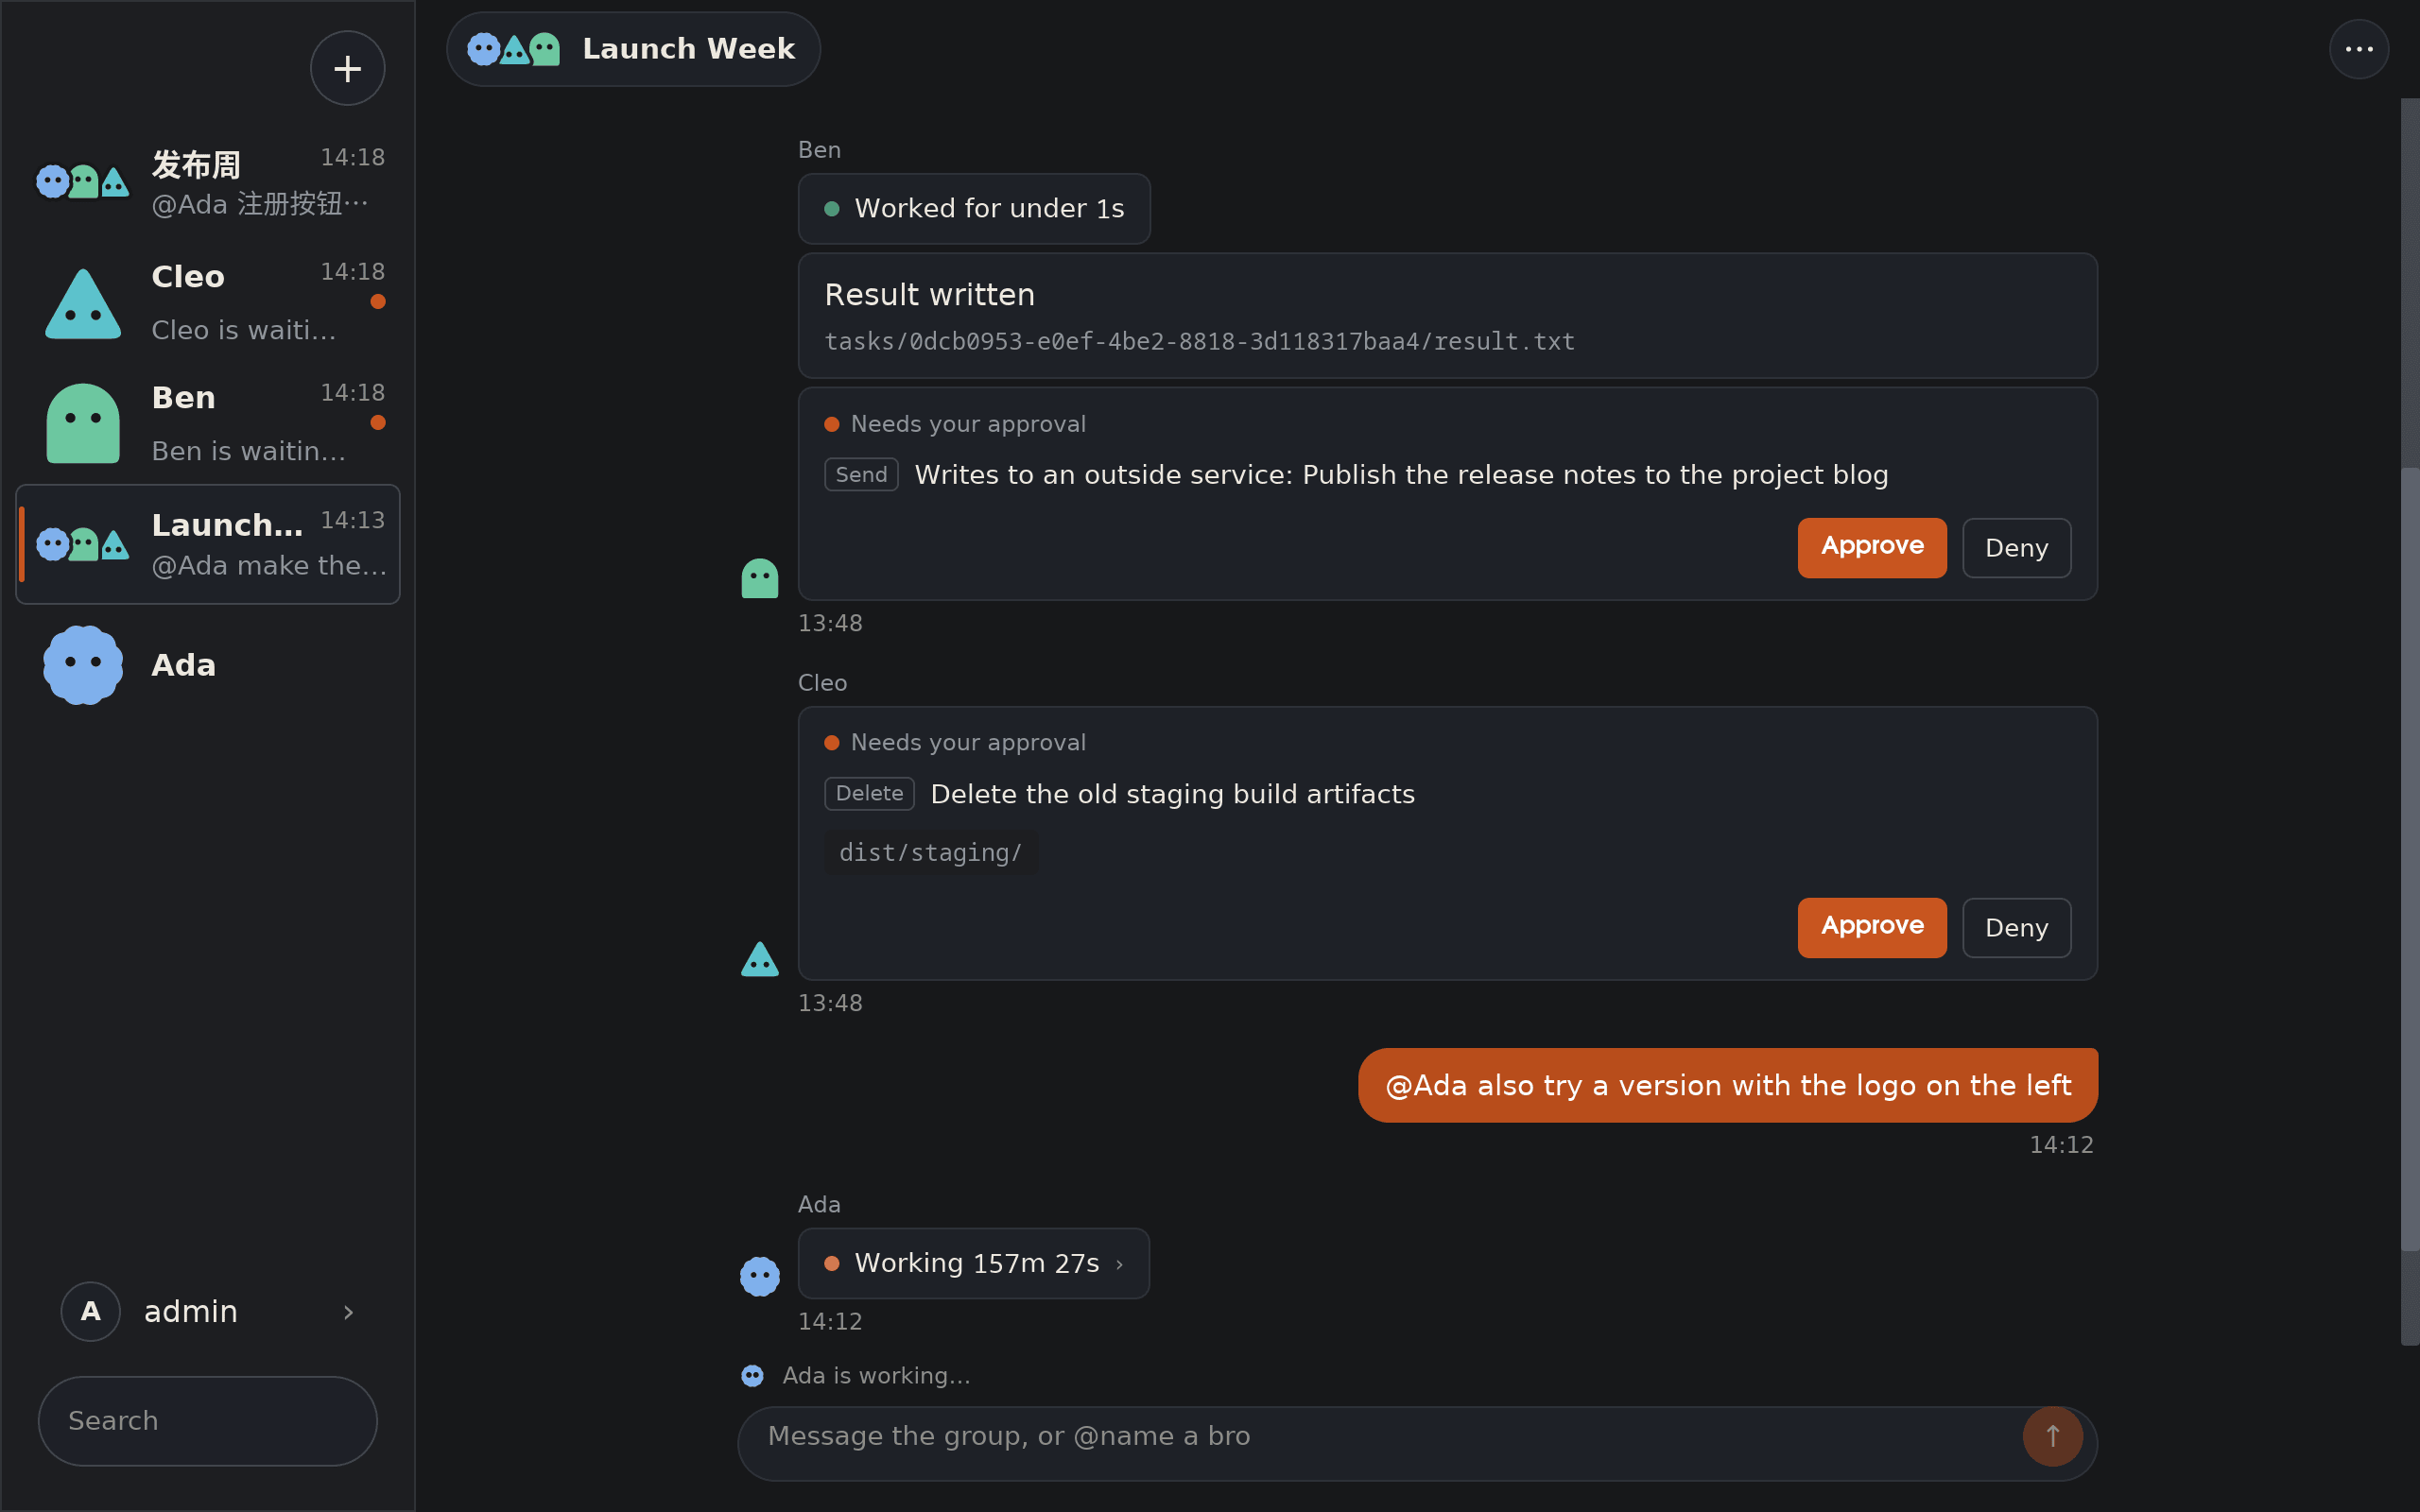 +
发布周
14:18
@Ada 注册按钮…
Cleo
14:18
Cleo is waiti…
Ben
14:18
Ben is waitin…
Launch…
14:13
@Ada make the…
Ada
A
admin
›
Search
Launch Week
Ben
Worked for under 1s
Result written
tasks/0dcb0953-e0ef-4be2-8818-3d118317baa4/result.txt
Needs your approval
Send Writes to an outside service: Publish the release notes to the project blog
Approve Deny
13:48
Cleo
Needs your approval
Delete Delete the old staging build artifacts
dist/staging/
Approve Deny
13:48
@Ada also try a version with the logo on the left
14:12
Ada
Working 157m 27s ›
14:12
Ada is working…
Message the group, or @name a bro
↑